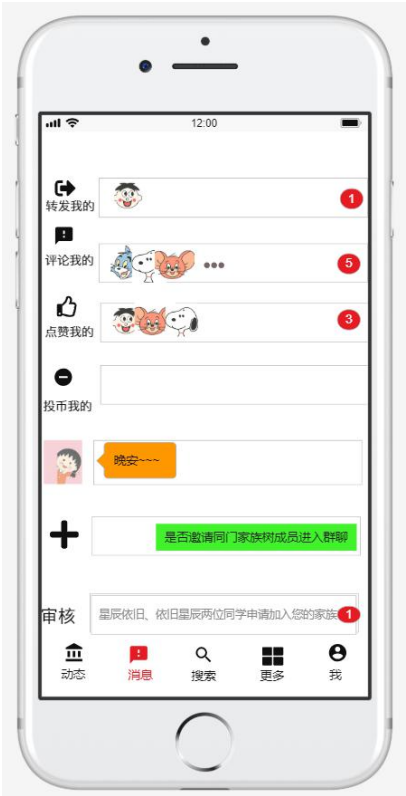 12:00
转发我的
1
评论我的
5
点赞我的
3
投币我的
晚安~~~
是否邀请同门家族树成员进入群聊
审核
星辰依旧、依旧星辰两位同学申请加入您的家族
1
动态
消息
搜索
更多
我